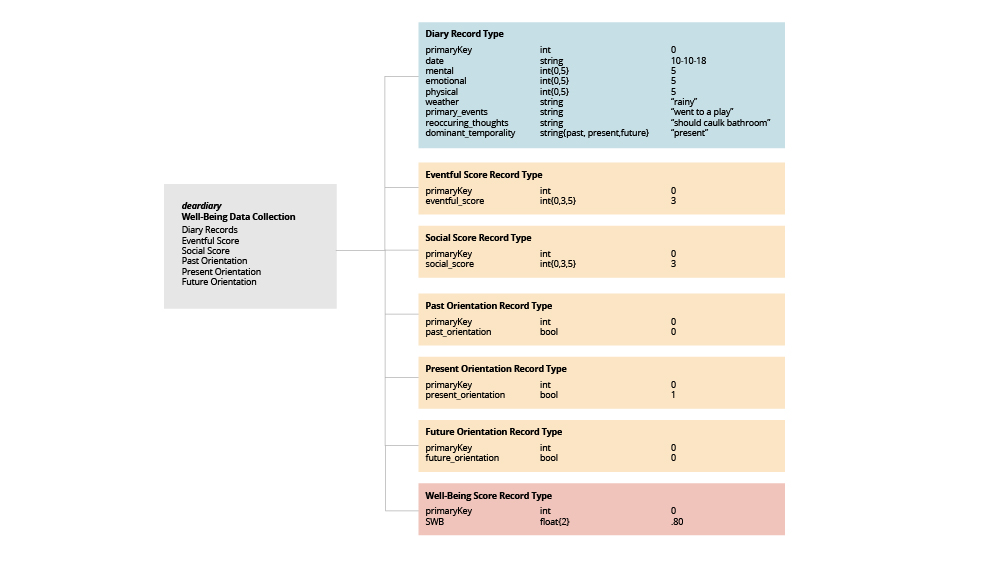 deardiary
Well-Being Data Collection
Diary Records
Eventful Score
Social Score
Past Orientation
Present Orientation
Future Orientation
Diary Record Type
primaryKey int 0
date string 10-10-18
mental int{0,5} 5
emotional int{0,5} 5
physical int{0,5} 5
weather string “rainy”
primary_events string “went to a play”
reoccuring_thoughts string “should caulk bathroom”
dominant_temporality string{past, present,future} “present”
Eventful Score Record Type
primaryKey int 0
eventful_score int{0,3,5} 3
Social Score Record Type
primaryKey int 0
social_score int{0,3,5} 3
Past Orientation Record Type
primaryKey int 0
past_orientation bool 0
Present Orientation Record Type
primaryKey int 0
present_orientation bool 1
Future Orientation Record Type
primaryKey int 0
future_orientation bool 0
Well-Being Score Record Type
primaryKey int 0
SWB float{2} .80